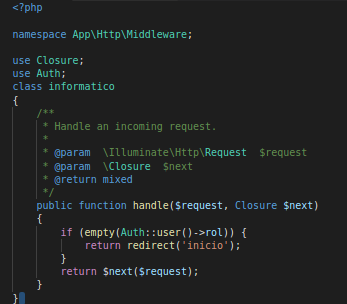 <?php
namespace App\Http\Middleware;
use Closure;
use Auth;
class informatico
{
/**
* Handle an incoming request.
*
* @param  \Illuminate\Http\Request  $request
* @param  \Closure  $next
* @return mixed
*/
public function handle($request, Closure $next)
{
if (empty(Auth::user()->rol)) {
return redirect('inicio');
}
return $next($request);
}
}